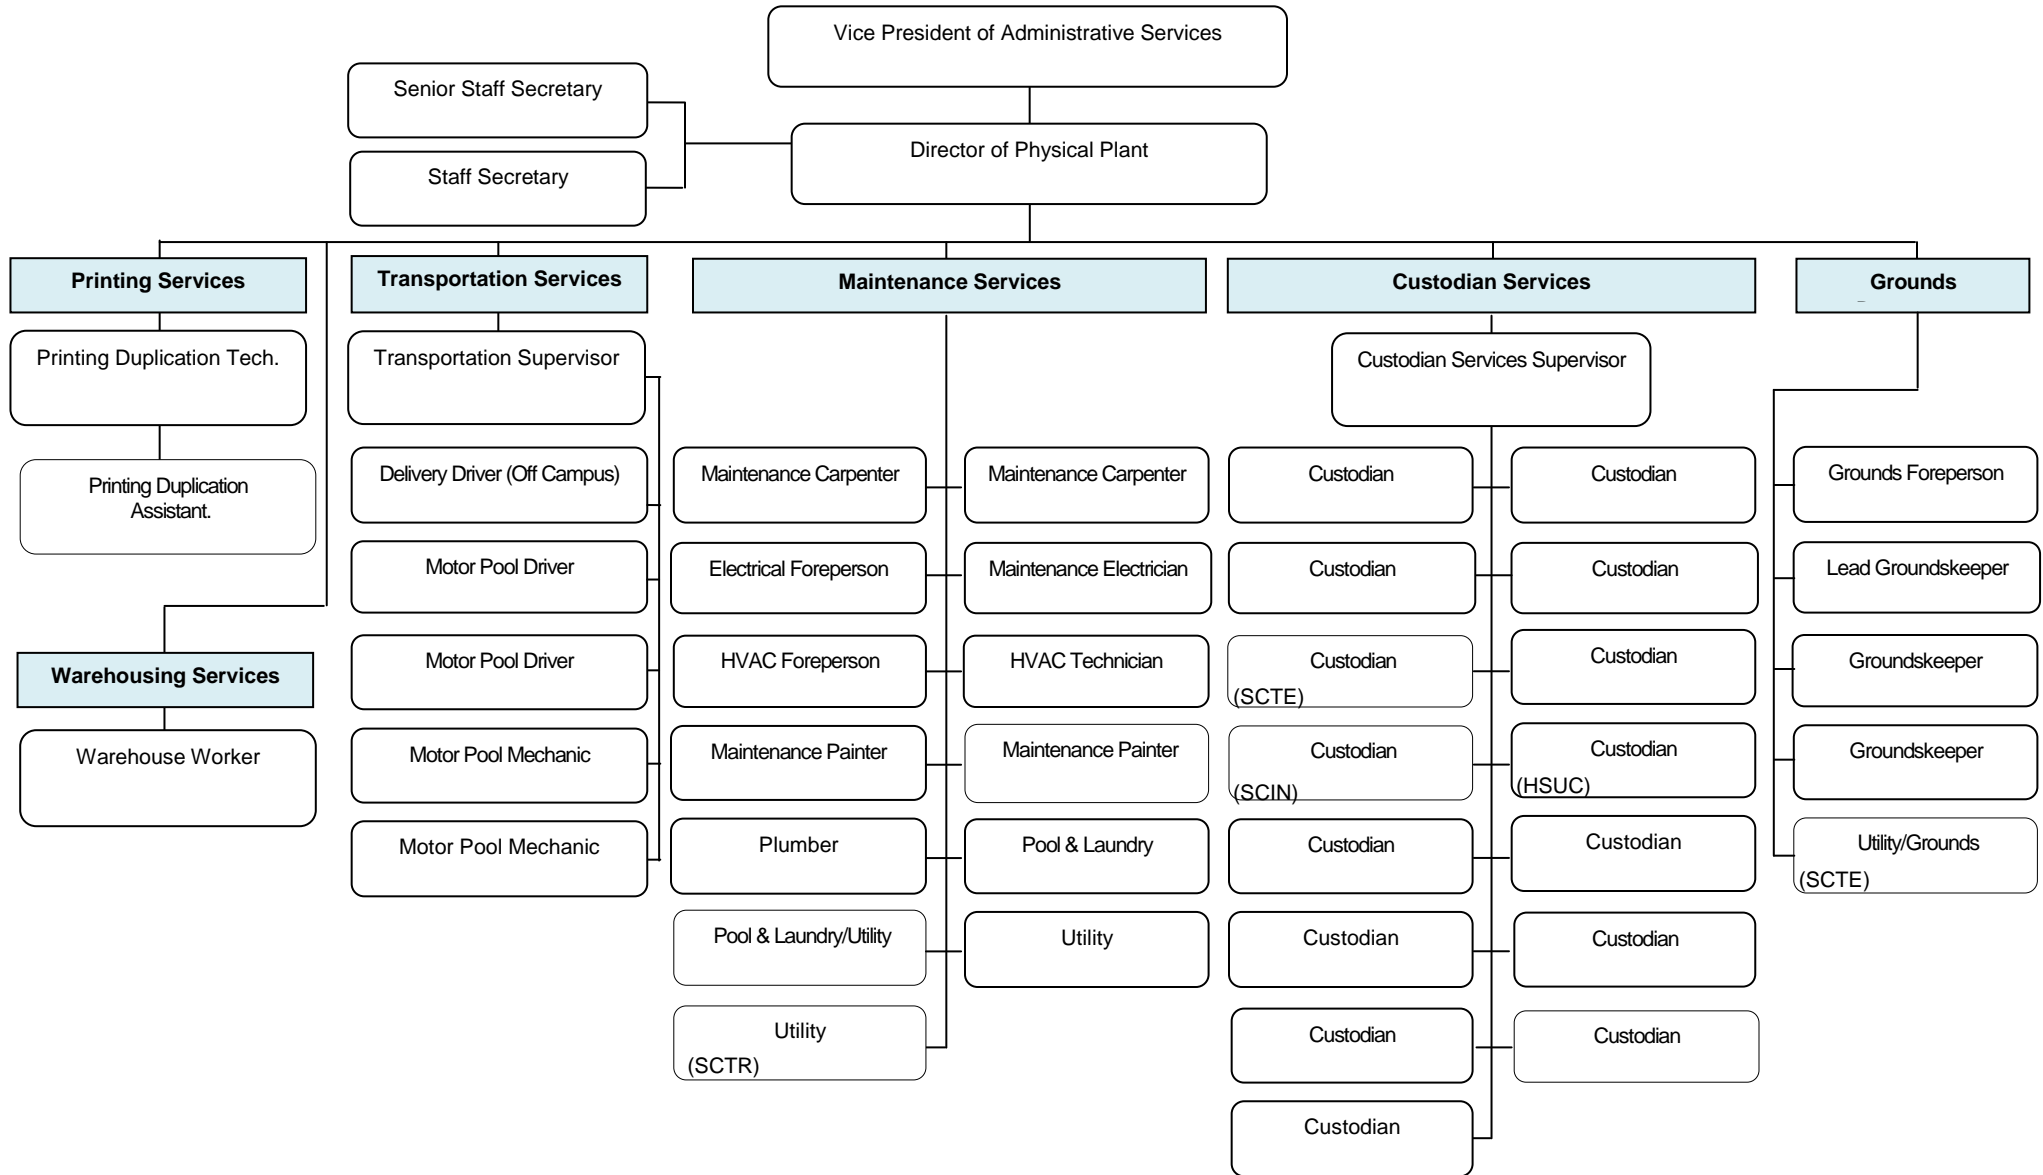 Vice President of Administrative Services
Senior Staff Secretary
Director of Physical Plant
Staff Secretary
Printing Services
Transportation Services
Maintenance Services
Custodian Services
Grounds
Printing Duplication Tech.
Transportation Supervisor
Custodian Services Supervisor
Printing Duplication
Assistant.
Warehousing Services
Warehouse Worker
Delivery Driver (Off Campus)
Motor Pool Driver
Motor Pool Driver
Motor Pool Mechanic
Motor Pool Mechanic
Maintenance Carpenter
Maintenance Carpenter
Electrical Foreperson
Maintenance Electrician
HVAC Foreperson
HVAC Technician
Maintenance Painter
Maintenance Painter
Plumber
Pool & Laundry
Pool & Laundry/Utility
Utility
Utility
(SCTR)
Custodian
Custodian
Custodian
Custodian
Custodian
(SCTE)
Custodian
Custodian
(SCIN)
Custodian
(HSUC)
Custodian
Custodian
Custodian
Custodian
Custodian
Custodian
Custodian
Grounds Foreperson
Lead Groundskeeper
Groundskeeper
Groundskeeper
Utility/Grounds
(SCTE)